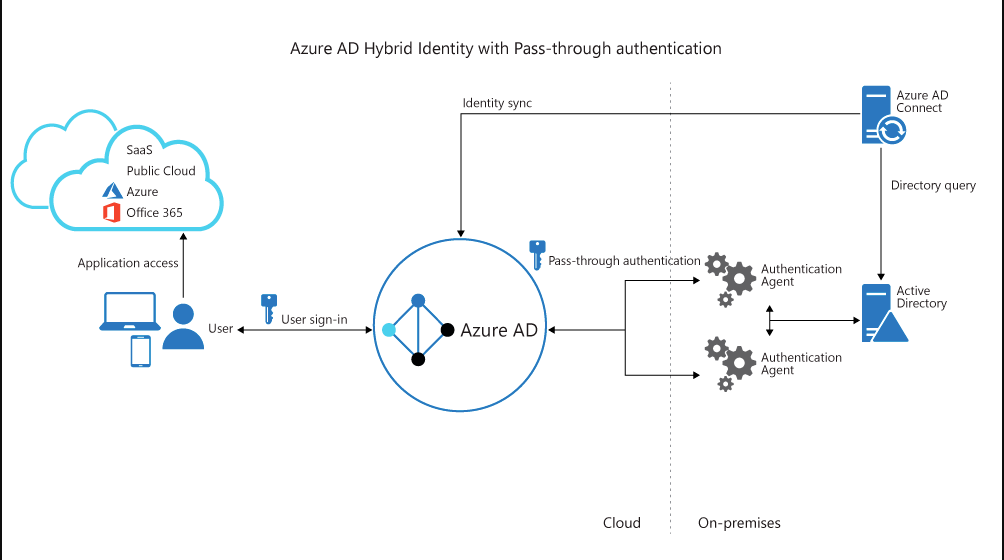 Azure AD Hybrid Identity with Pass-through authentication
Identity sync
Azure AD
Connect
SaaS
Public Cloud
Azure
Office 365
Directory query
Application access
Pass-through authentication
Authentication
Agent
Active
Directory
User
User sign-in
Azure AD
Authentication
Agent
Cloud
On-premises